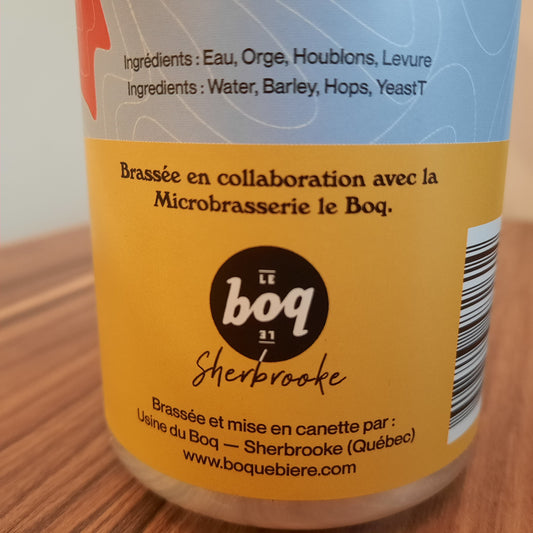 Ingrédients : Eau, Orge, Houblons, Levure
Ingredients : Water, Barley, Hops, YeastT
Brassée en collaboration avec la
Microbrasserie le Boq.
LE
boq
LE
Sherbrooke
Brassée et mise en canette par :
Usine du Boq — Sherbrooke (Québec)
www.boquebiere.com